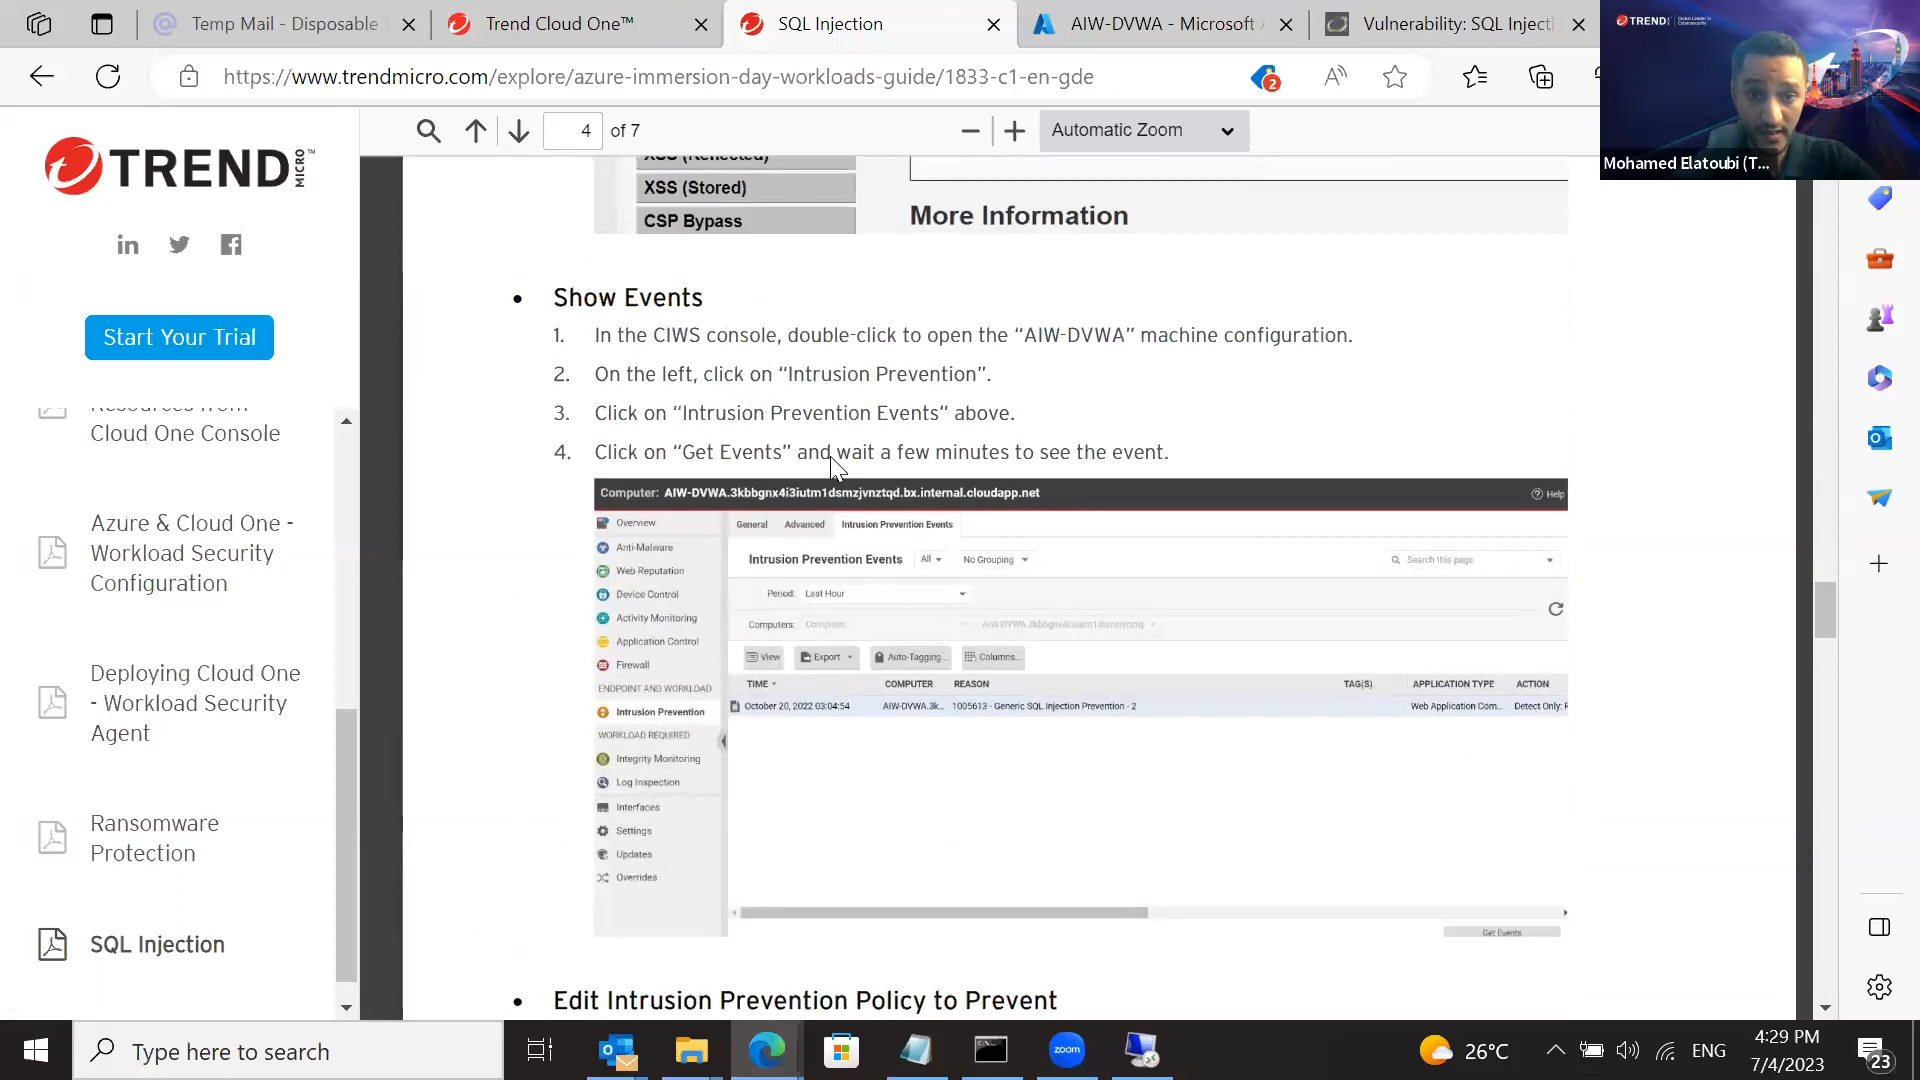 Temp Mail - Disposable
Trend Cloud One™
SQL Injection
AIW-DVWA - Microsoft
Vulnerability: SQL Injecti
https://www.trendmicro.com/explore/azure-immersion-day-workloads-guide/1833-c1-en-gde
2
TREND
Mohamed Elatoubi (T...
TREND MICRO™
Start Your Trial
Resources from
Cloud One Console
Azure & Cloud One -
Workload Security
Configuration
Deploying Cloud One
- Workload Security
Agent
Ransomware
Protection
SQL Injection
4 of 7
Automatic Zoom
XSS (Reflected)
XSS (Stored)
CSP Bypass
More Information
• Show Events
1. In the CIWS console, double-click to open the “AIW-DVWA” machine configuration.
2. On the left, click on “Intrusion Prevention”.
3. Click on “Intrusion Prevention Events” above.
4. Click on “Get Events” and wait a few minutes to see the event.
Computer: AIW-DVWA.3kbbgnx4i3iutm1dsmzjvnztqd.bx.internal.cloudapp.net
Help
Overview
Anti-Malware
Web Reputation
Device Control
Activity Monitoring
Application Control
Firewall
ENDPOINT AND WORKLOAD
Intrusion Prevention
WORKLOAD REQUIRED
Integrity Monitoring
Log Inspection
Interfaces
Settings
Updates
Overrides
General Advanced Intrusion Prevention Events
Intrusion Prevention Events All No Grouping
Search this page
Period: Last Hour
Computers: Computer:
View Export Auto-Tagging... Columns...
TIME COMPUTER REASON TAG(S) APPLICATION TYPE ACTION
October 20, 2022 03:04:54 AIW-DVWA.3k... 1005613 - Generic SQL Injection Prevention - 2 Web Application Com... Detect Only: R
Get Events
• Edit Intrusion Prevention Policy to Prevent
Type here to search
zoom
26°C
ENG
4:29 PM
7/4/2023
23